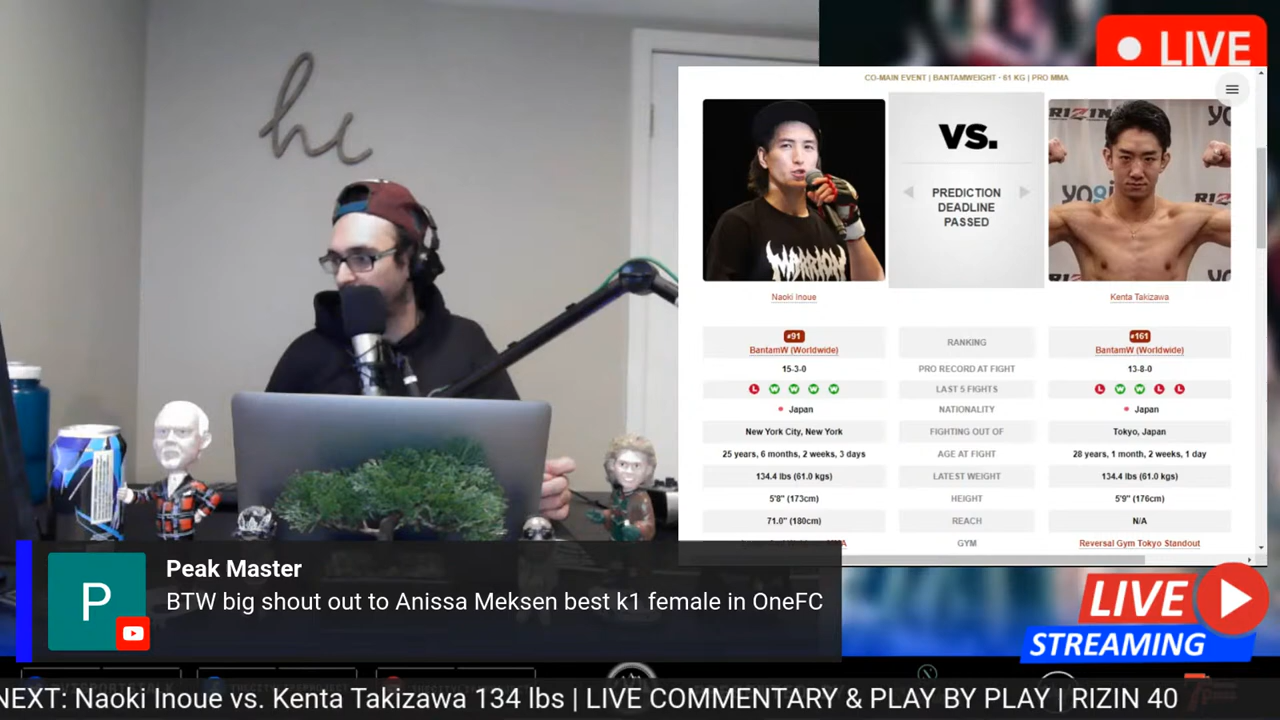 hi
LIVE
CO-MAIN EVENT | BANTAMWEIGHT · 61 KG | PRO MMA
VS.
PREDICTION
DEADLINE
PASSED
RIZIN
yogi
RIZ
Naoki Inoue
Kenta Takizawa
#91
BantamW (Worldwide)
RANKING
#161
BantamW (Worldwide)
15-3-0
PRO RECORD AT FIGHT
13-8-0
L W W W W
LAST 5 FIGHTS
L W W L L
Japan
NATIONALITY
Japan
New York City, New York
FIGHTING OUT OF
Tokyo, Japan
25 years, 6 months, 2 weeks, 3 days
AGE AT FIGHT
28 years, 1 month, 2 weeks, 1 day
134.4 lbs (61.0 kgs)
LATEST WEIGHT
134.4 lbs (61.0 kgs)
5'8" (173cm)
HEIGHT
5'9" (176cm)
71.0" (180cm)
REACH
N/A
GYM
Reversal Gym Tokyo Standout
P
Peak Master
BTW big shout out to Anissa Meksen best k1 female in OneFC
LIVE
STREAMING
NEXT: Naoki Inoue vs. Kenta Takizawa 134 lbs | LIVE COMMENTARY & PLAY BY PLAY | RIZIN 40